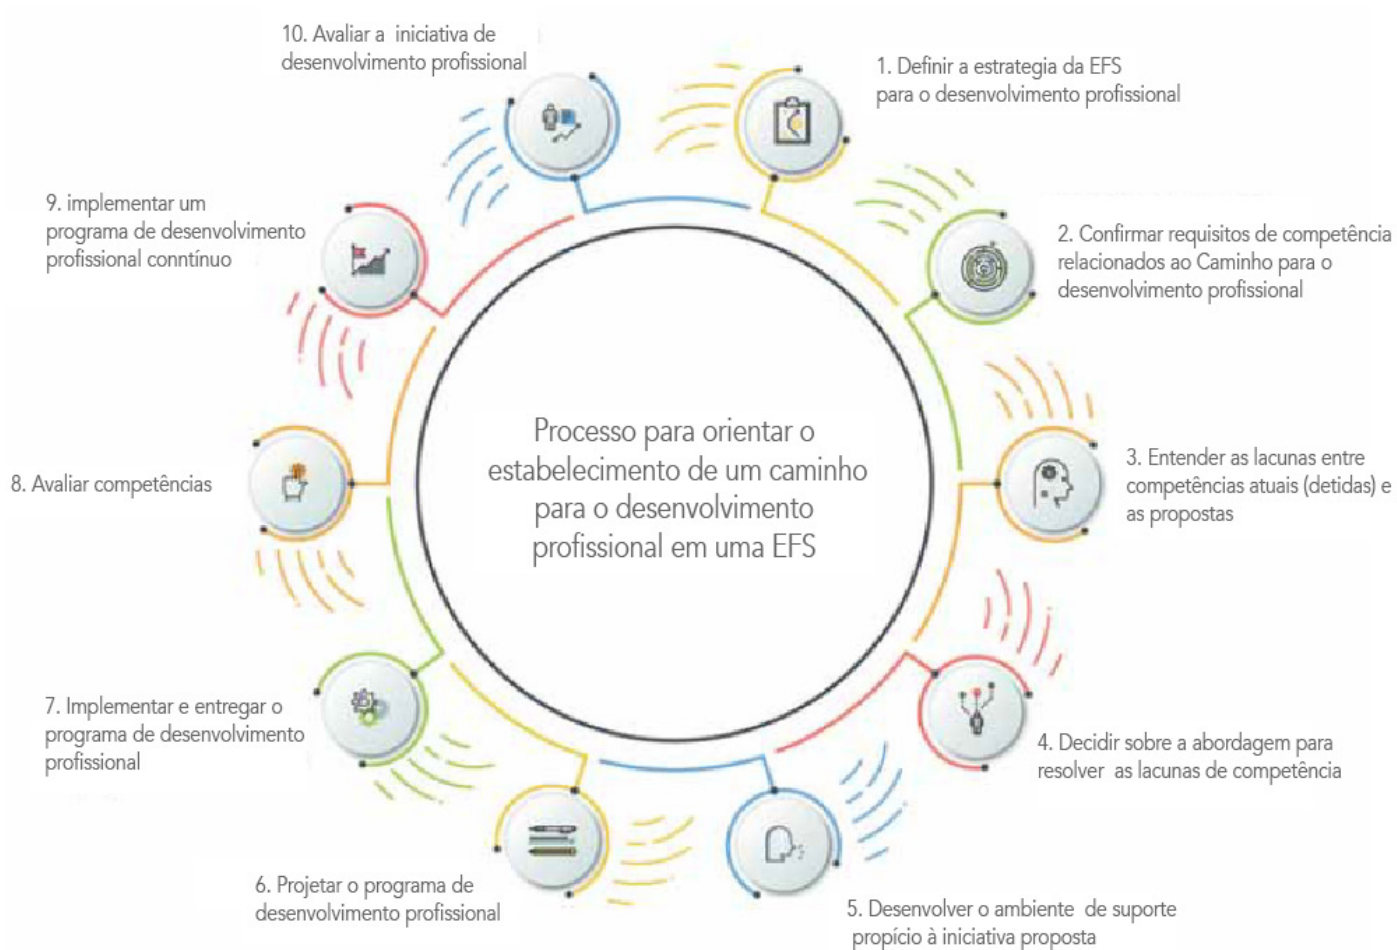 10. Avaliar a iniciativa de
desenvolvimento profissional
1. Definir a estrategia da EFS
para o desenvolvimento profissional
2. Confirmar requisitos de competência
relacionados ao Caminho para o
desenvolvimento profissional
3. Entender as lacunas entre
competências atuais (detidas) e
as propostas
4. Decidir sobre a abordagem para
resolver as lacunas de competência
5. Desenvolver o ambiente de suporte
propício à iniciativa proposta
6. Projetar o programa de
desenvolvimento profissional
7. Implementar e entregar o
programa de desenvolvimento
profissional
8. Avaliar competências
9. implementar um
programa de desenvolvimento
profissional conntínuo
Processo para orientar o
estabelecimento de um caminho
para o desenvolvimento
profissional em uma EFS